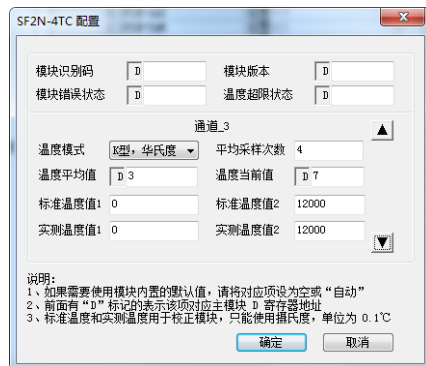 SF2N-4TC 配置
模块识别码 D 模块版本 D
模块错误状态 D 温度超限状态 D
通道_3
温度模式 K型，华氏度 平均采样次数 4
温度平均值 D 3 温度当前值 D 7
标准温度值1 0 标准温度值2 12000
实测温度值1 0 实测温度值2 12000
说明：
1、如果需要使用模块内置的默认值，请将对应项设为空或“自动”
2、前面有“D”标记的表示该项对应主模块 D 寄存器地址
3、标准温度和实测温度用于校正模块，只能使用摄氏度，单位为 0.1℃
确定 取消